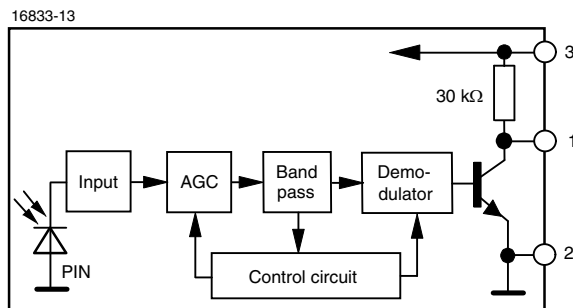 16833-13
3
30 kΩ
1
Input
AGC
Band
pass
Demo-
dulator
2
PIN
Control circuit